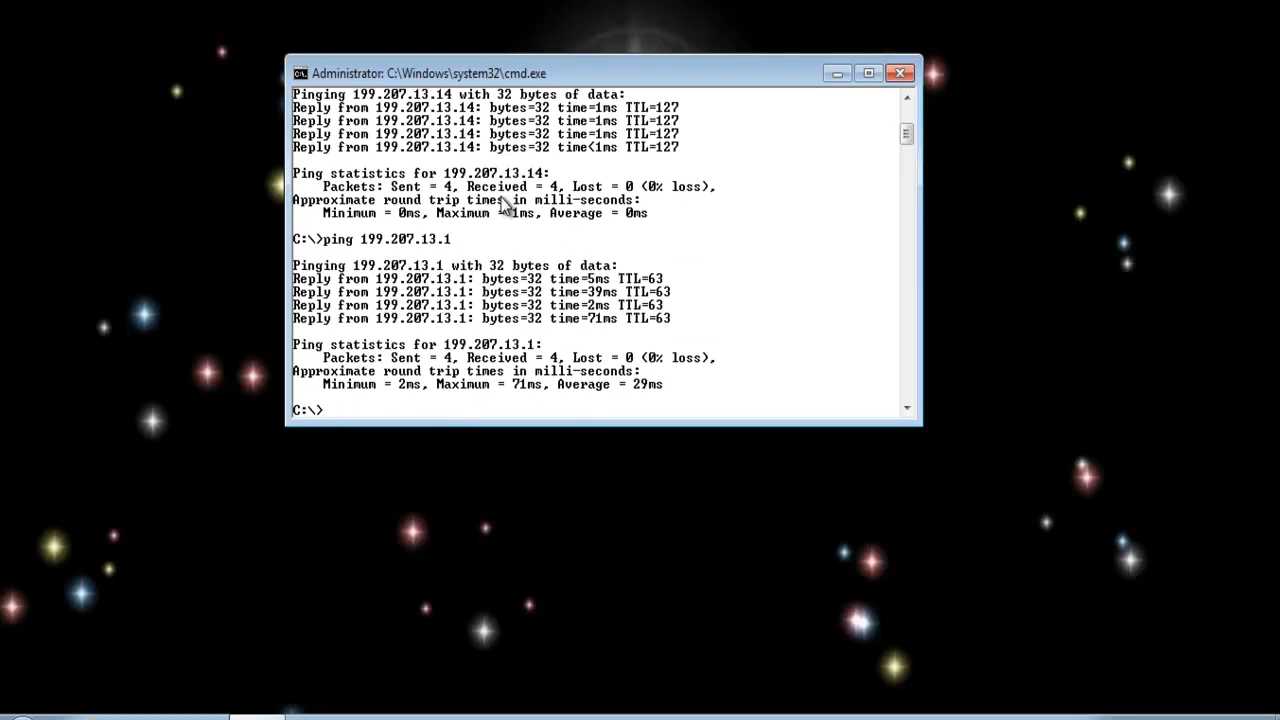 Administrator: C:\Windows\system32\cmd.exe
Pinging 199.207.13.14 with 32 bytes of data:
Reply from 199.207.13.14: bytes=32 time=1ms TTL=127
Reply from 199.207.13.14: bytes=32 time=1ms TTL=127
Reply from 199.207.13.14: bytes=32 time=1ms TTL=127
Reply from 199.207.13.14: bytes=32 time<1ms TTL=127
Ping statistics for 199.207.13.14:
Packets: Sent = 4, Received = 4, Lost = 0 (0% loss),
Approximate round trip times in milli-seconds:
Minimum = 0ms, Maximum = 1ms, Average = 0ms
C:\>ping 199.207.13.1
Pinging 199.207.13.1 with 32 bytes of data:
Reply from 199.207.13.1: bytes=32 time=5ms TTL=63
Reply from 199.207.13.1: bytes=32 time=39ms TTL=63
Reply from 199.207.13.1: bytes=32 time=2ms TTL=63
Reply from 199.207.13.1: bytes=32 time=71ms TTL=63
Ping statistics for 199.207.13.1:
Packets: Sent = 4, Received = 4, Lost = 0 (0% loss),
Approximate round trip times in milli-seconds:
Minimum = 2ms, Maximum = 71ms, Average = 29ms
C:\>